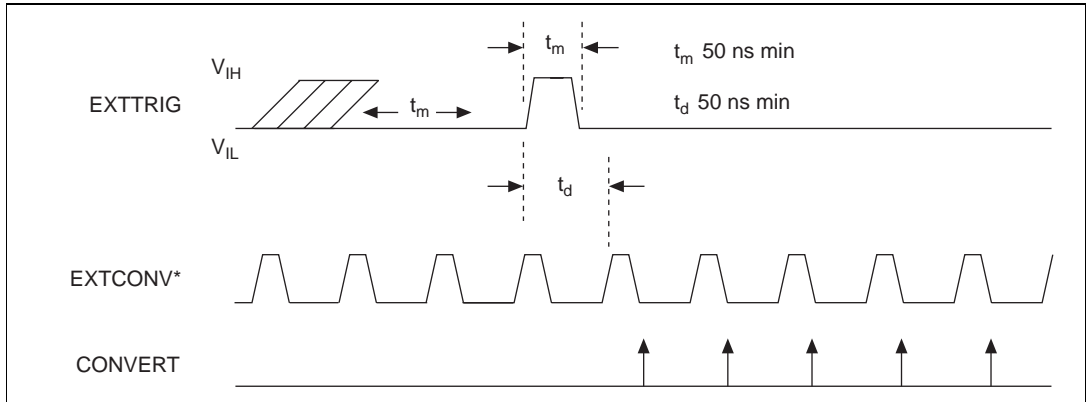 t_m
t_m 50 ns min
V_IH
EXTTRIG
t_m
t_d 50 ns min
V_IL
t_d
EXTCONV*
CONVERT